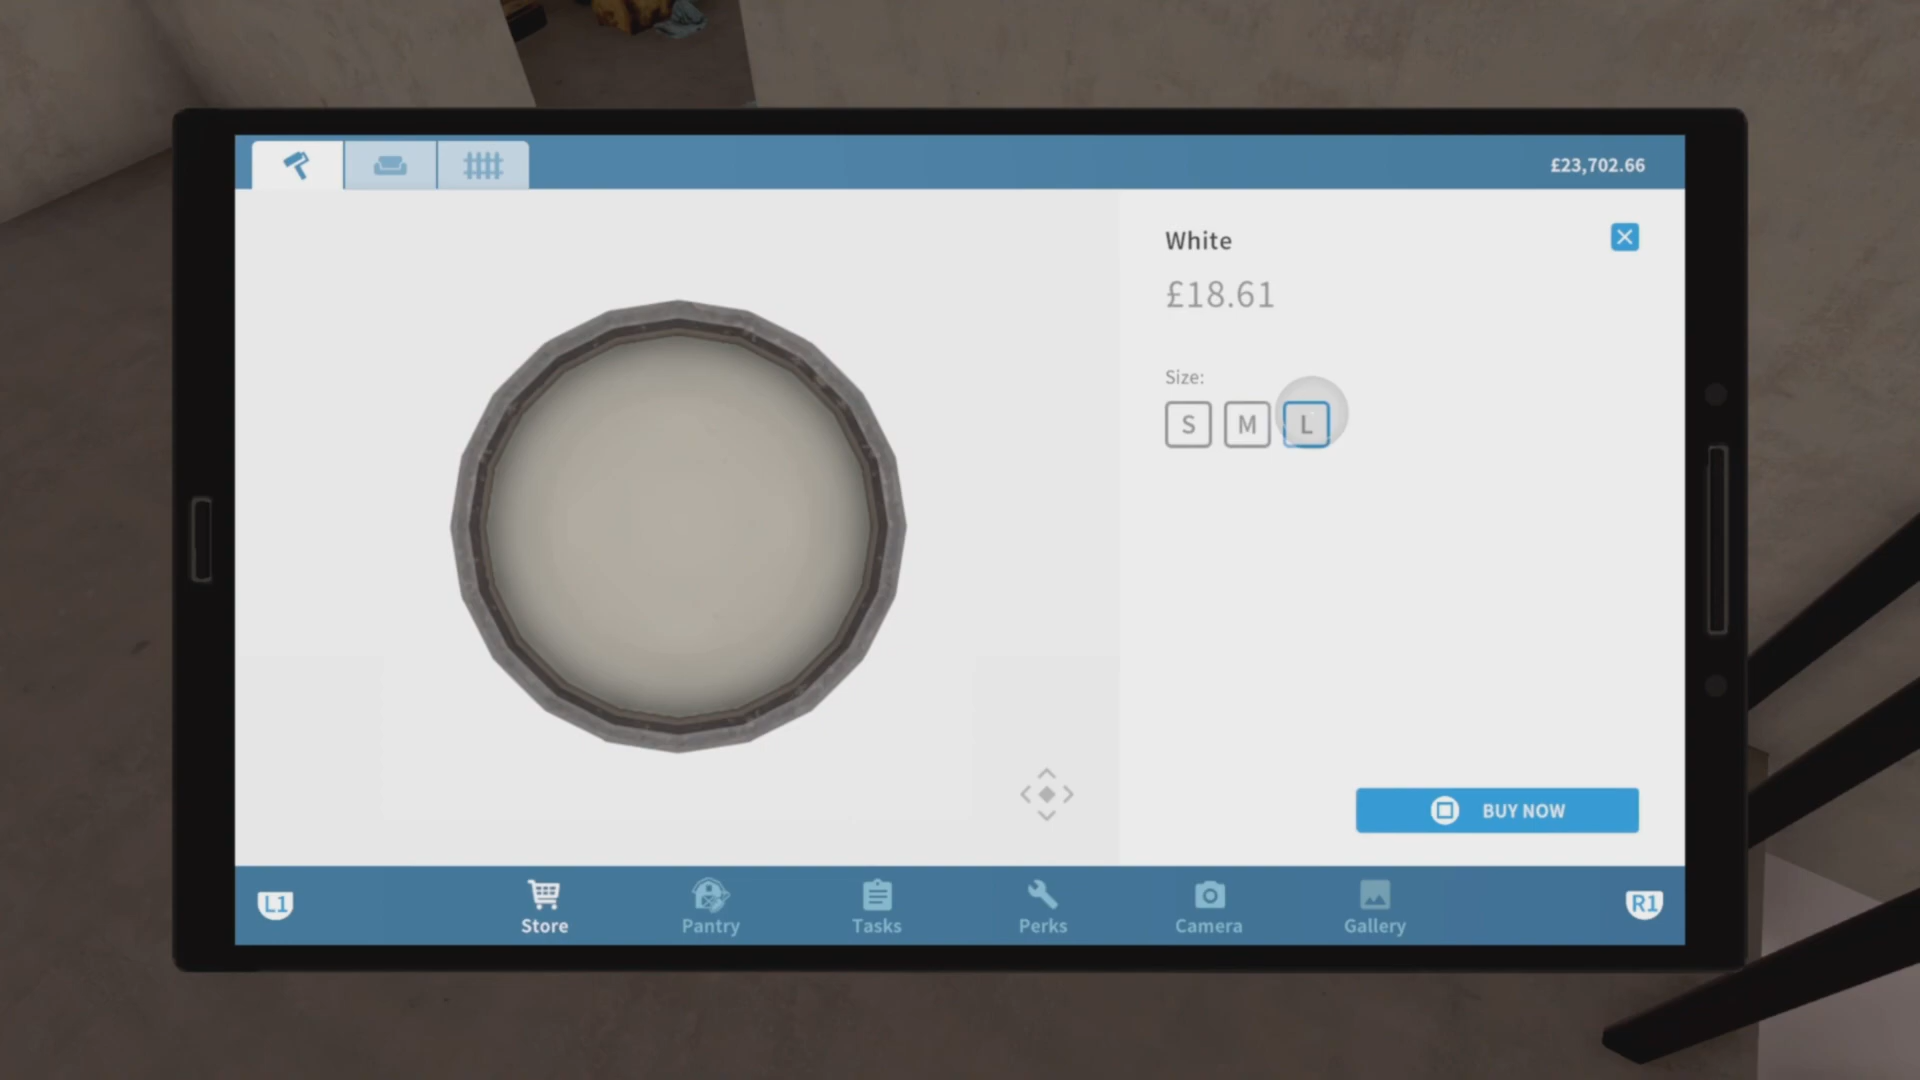 £23,702.66
White
£18.61
Size:
S M L
BUY NOW
L1
Store
Pantry
Tasks
Perks
Camera
Gallery
R1